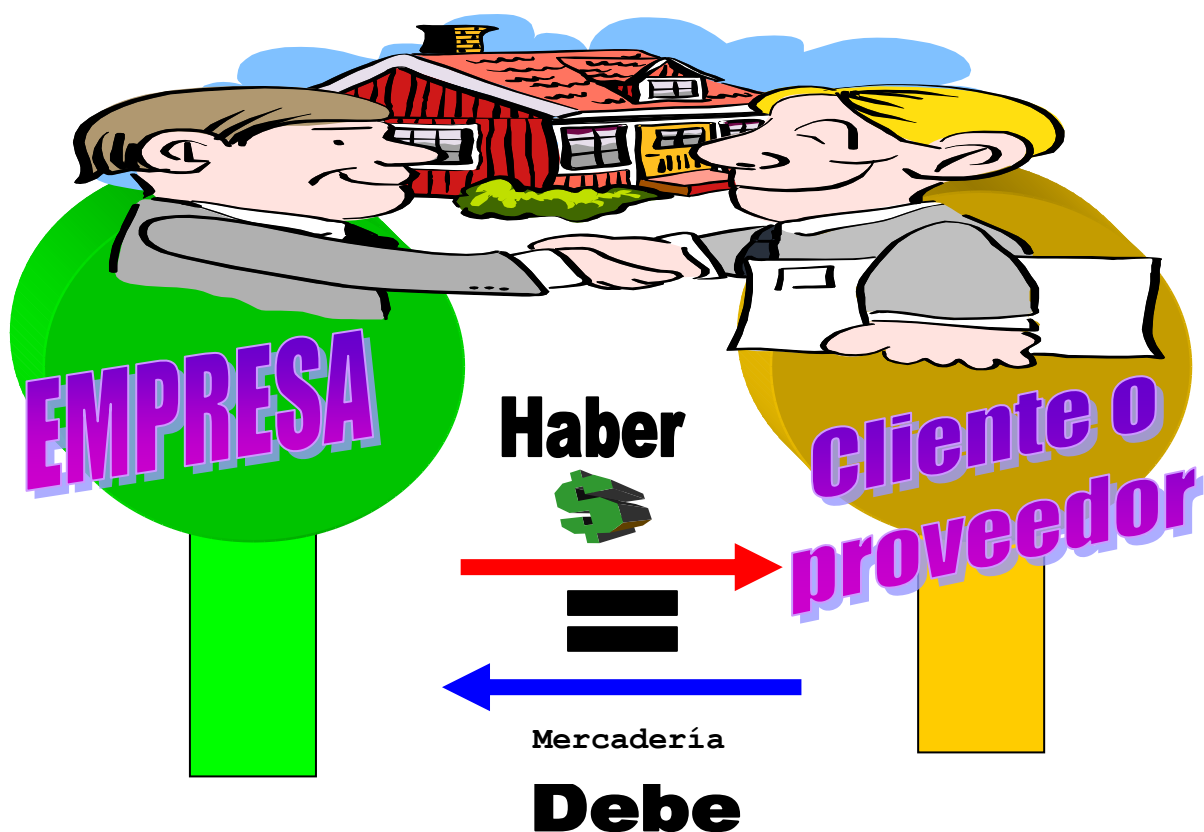 EMPRESA
Cliente o
proveedor
Haber
$
=
Mercadería
Debe